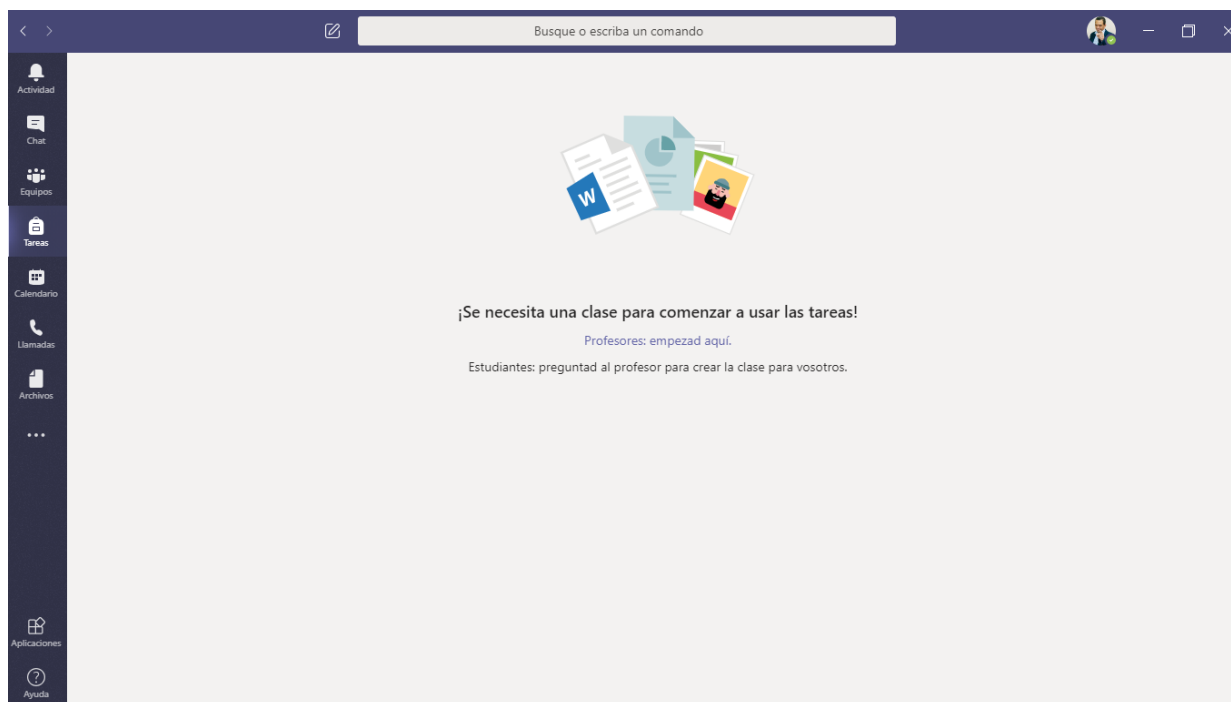 Busque o escriba un comando
Actividad
Chat
Equipos
Tareas
Calendario
Llamadas
Archivos
Aplicaciones
Ayuda
W
¡Se necesita una clase para comenzar a usar las tareas!
Profesores: empezad aquí.
Estudiantes: preguntad al profesor para crear la clase para vosotros.